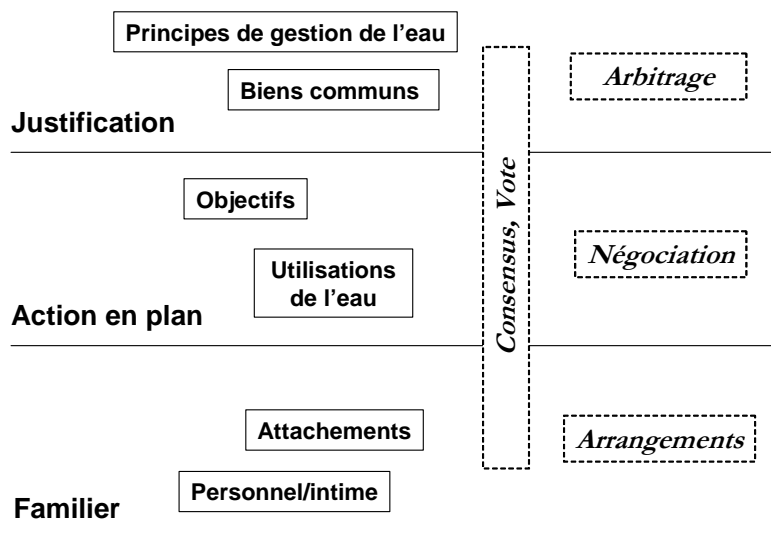 Principes de gestion de l'eau
Biens communs
Arbitrage
Justification
Consensus, Vote
Objectifs
Utilisations
de l'eau
Négociation
Action en plan
Attachements
Arrangements
Personnel/intime
Familier